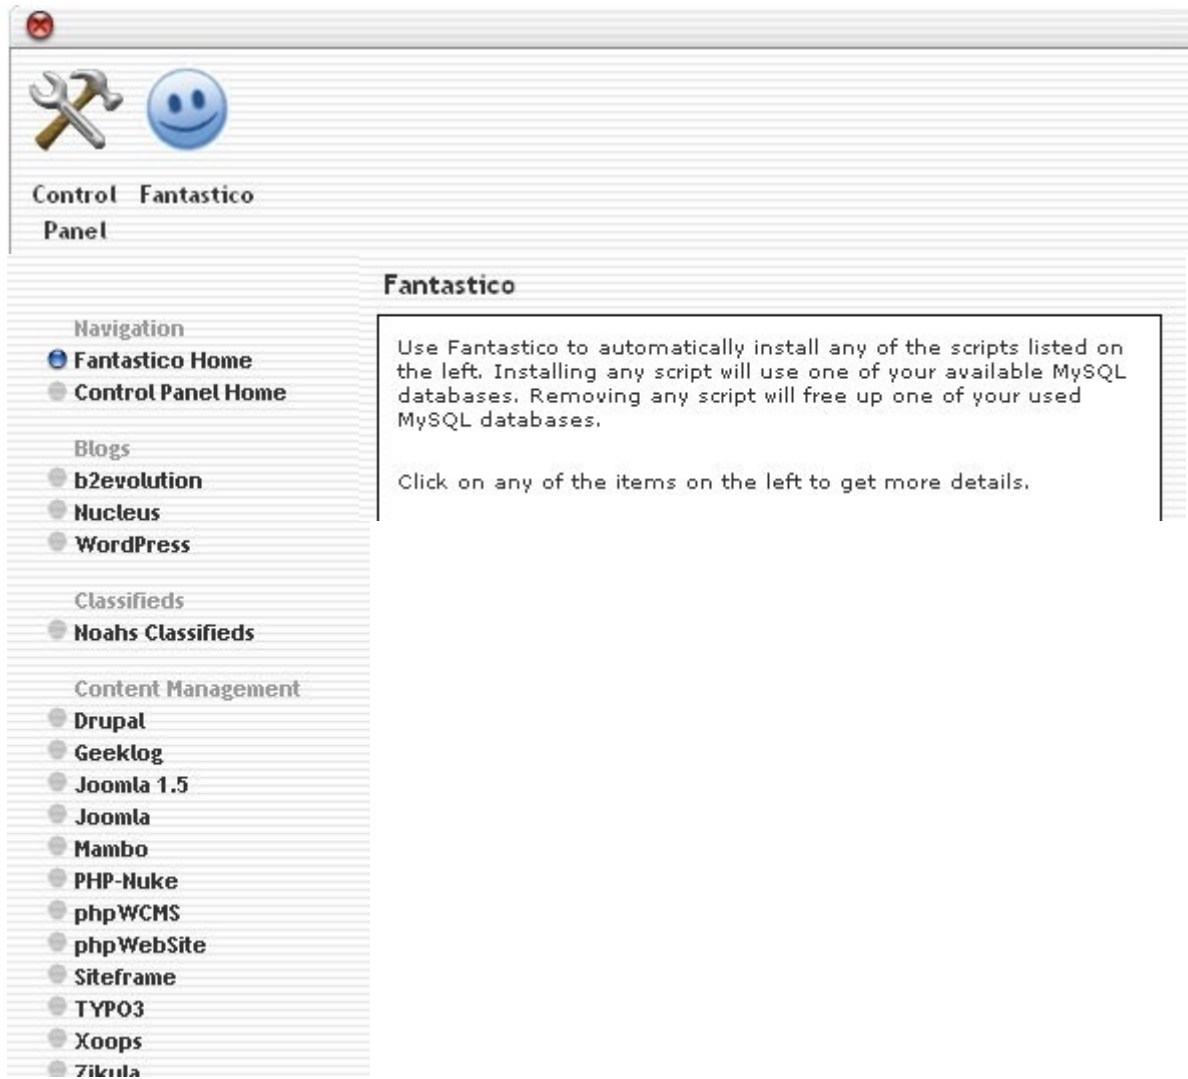 Control Fantastico
Panel
Fantastico
Navigation
Fantastico Home
Control Panel Home
Blogs
b2evolution
Nucleus
WordPress
Classifieds
Noahs Classifieds
Content Management
Drupal
Geeklog
Joomla 1.5
Joomla
Mambo
PHP-Nuke
phpWCMS
phpWebSite
Siteframe
TYPO3
Xoops
Zikula
Use Fantastico to automatically install any of the scripts listed on
the left. Installing any script will use one of your available MySQL
databases. Removing any script will free up one of your used
MySQL databases.
Click on any of the items on the left to get more details.